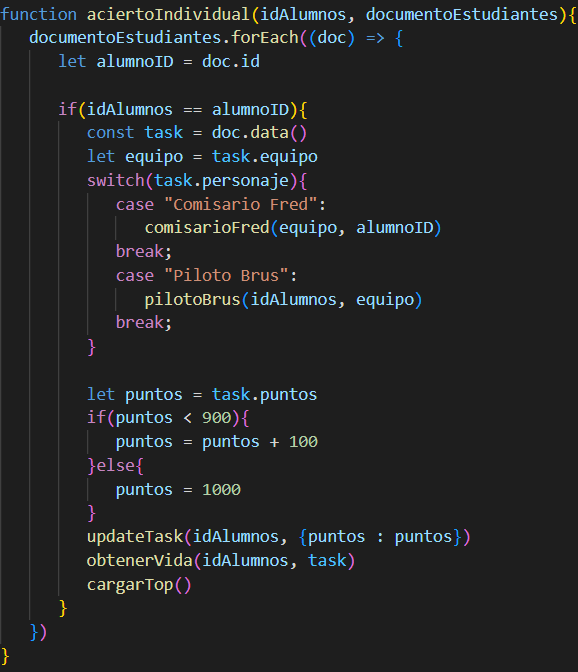 function aciertoIndividual(idAlumnos, documentoEstudiantes){
documentoEstudiantes.forEach((doc) => {
let alumnoID = doc.id
if(idAlumnos == alumnoID){
const task = doc.data()
let equipo = task.equipo
switch(task.personaje){
case "Comisario Fred":
comisarioFred(equipo, alumnoID)
break;
case "Piloto Brus":
pilotoBrus(idAlumnos, equipo)
break;
}
let puntos = task.puntos
if(puntos < 900){
puntos = puntos + 100
}else{
puntos = 1000
}
updateTask(idAlumnos, {puntos : puntos})
obtenerVida(idAlumnos, task)
cargarTop()
}
})
}